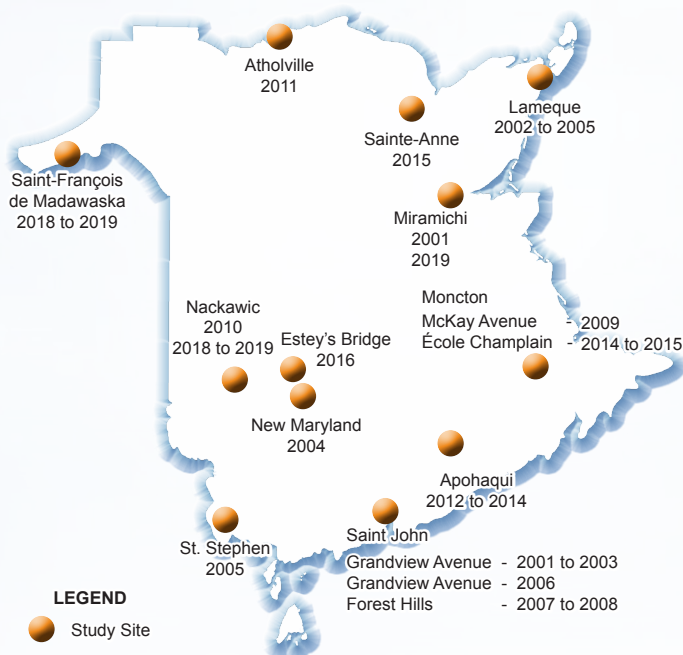 Atholville
2011
Lameque
2002 to 2005
Sainte-Anne
2015
Saint-François
de Madawaska
2018 to 2019
Miramichi
2001
2019
Moncton
McKay Avenue - 2009
École Champlain - 2014 to 2015
Nackawic
2010
2018 to 2019
Estey's Bridge
2016
New Maryland
2004
Apohaqui
2012 to 2014
St. Stephen
2005
Saint John
Grandview Avenue - 2001 to 2003
Grandview Avenue - 2006
Forest Hills - 2007 to 2008
LEGEND
Study Site